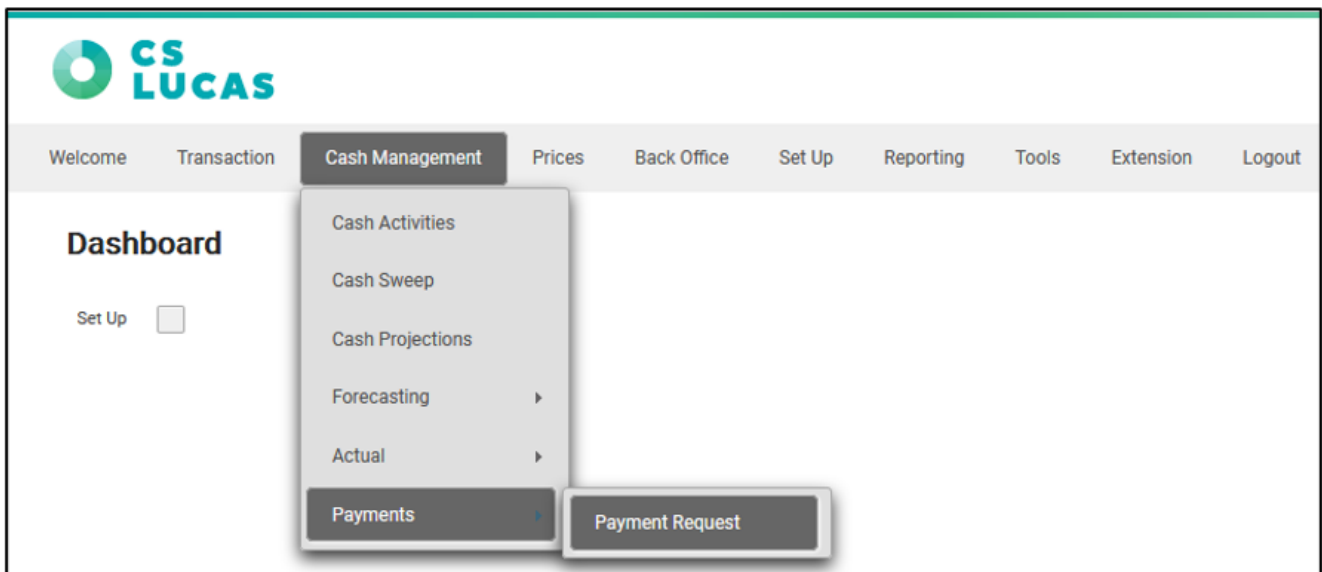 CS
LUCAS
Welcome Transaction Cash Management Prices Back Office Set Up Reporting Tools Extension Logout
Dashboard
Set Up
Cash Activities
Cash Sweep
Cash Projections
Forecasting
Actual
Payments
Payment Request